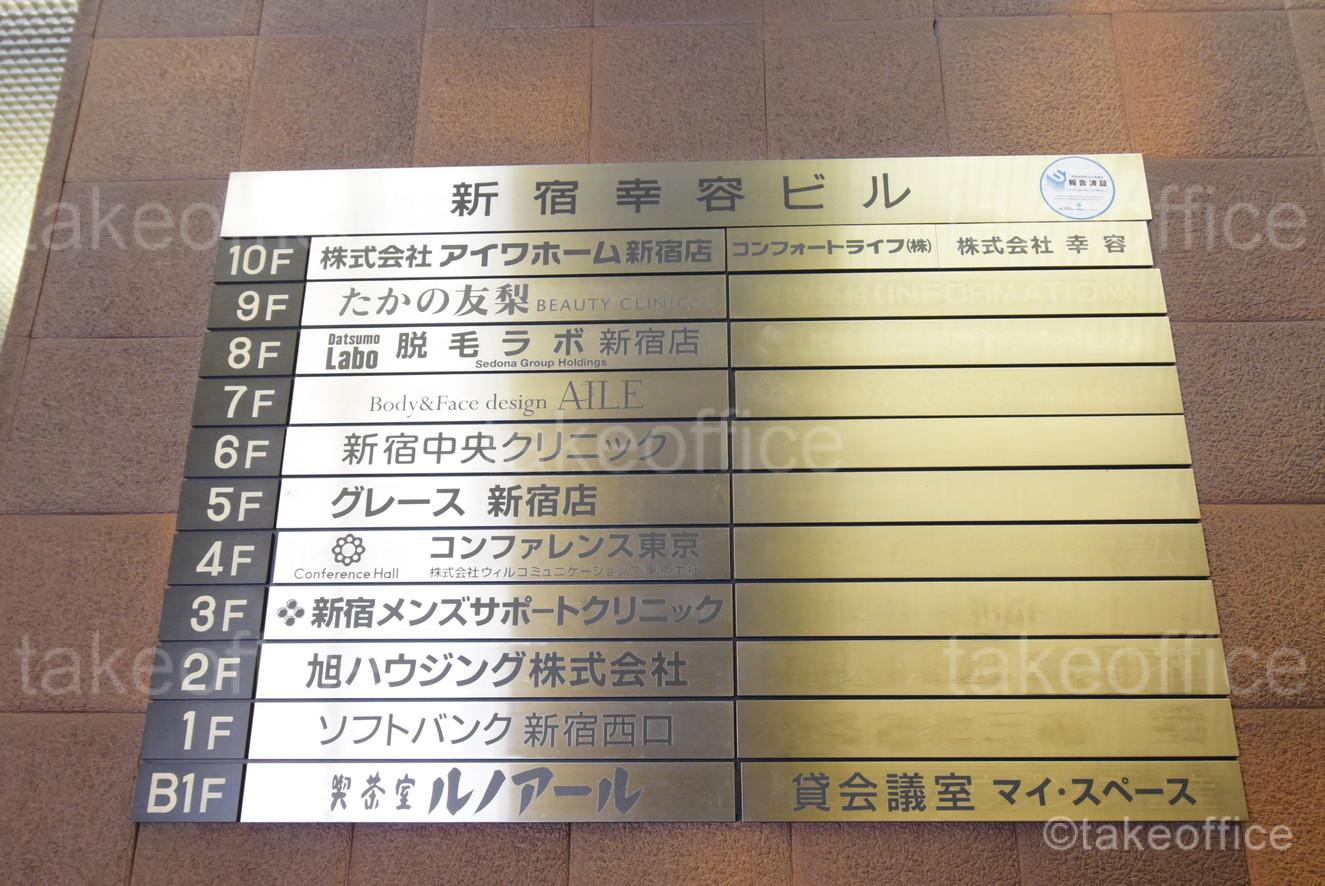 新宿幸容ビル
報告済証
10F 株式会社 アイワホーム 新宿店 コンフォートライフ(株) 株式会社 幸容
9F たかの友梨 BEAUTY CLINIC
8F Datsumo Labo 脱毛ラボ 新宿店
Sedona Group Holdings
7F Body&Face design AILE
6F 新宿中央クリニック
5F グレース 新宿店
4F Conference Hall コンファレンス東京
株式会社ウィルコミュニケーションズ東京本社
3F 新宿メンズサポートクリニック
2F 旭ハウジング株式会社
1F ソフトバンク 新宿西口
B1F 喫茶室 ルノアール 貸会議室 マイ・スペース
takeoffice
takeoffice
takeoffice
takeoffice
takeoffice
©takeoffice